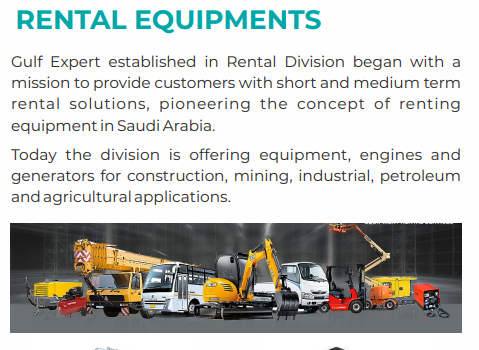 RENTAL EQUIPMENTS
Gulf Expert established in Rental Division began with a
mission to provide customers with short and medium term
rental solutions, pioneering the concept of renting
equipment in Saudi Arabia.
Today the division is offering equipment, engines and
generators for construction, mining, industrial, petroleum
and agricultural applications.